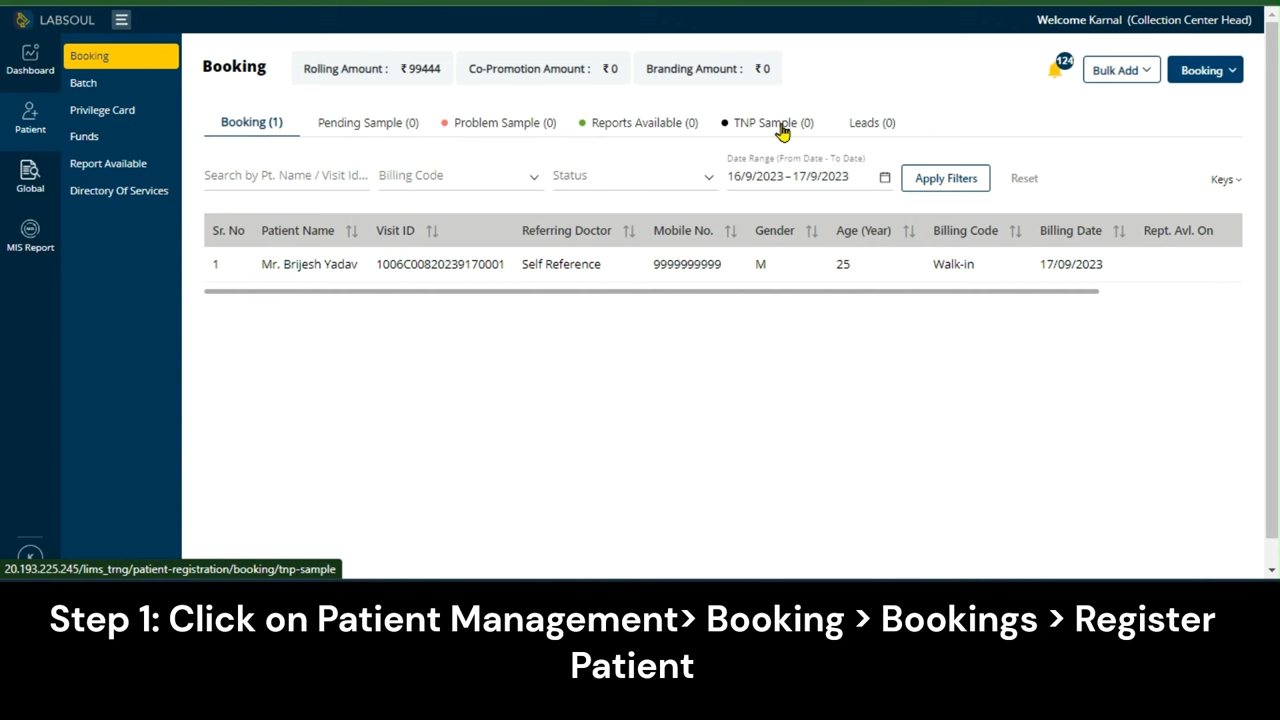 LABSOUL
Welcome Karnal (Collection Center Head)
Dashboard
Patient
Global
MIS Report
K
Booking
Batch
Privilege Card
Funds
Report Available
Directory Of Services
Booking
Rolling Amount : ₹ 99444
Co-Promotion Amount : ₹ 0
Branding Amount : ₹ 0
124
Bulk Add
Booking
Booking (1)
Pending Sample (0)
Problem Sample (0)
Reports Available (0)
TNP Sample (0)
Leads (0)
Search by Pt. Name / Visit Id...
Billing Code
Status
Date Range (From Date - To Date)
16/9/2023 – 17/9/2023
Apply Filters
Reset
Keys
Sr. No Patient Name Visit ID Referring Doctor Mobile No. Gender Age (Year) Billing Code Billing Date Rept. Avl. On
1 Mr. Brijesh Yadav 1006C00820239170001 Self Reference 9999999999 M 25 Walk-in 17/09/2023
20.193.225.245/lims_trng/patient-registration/booking/tnp-sample
Step 1: Click on Patient Management> Booking > Bookings > Register
Patient